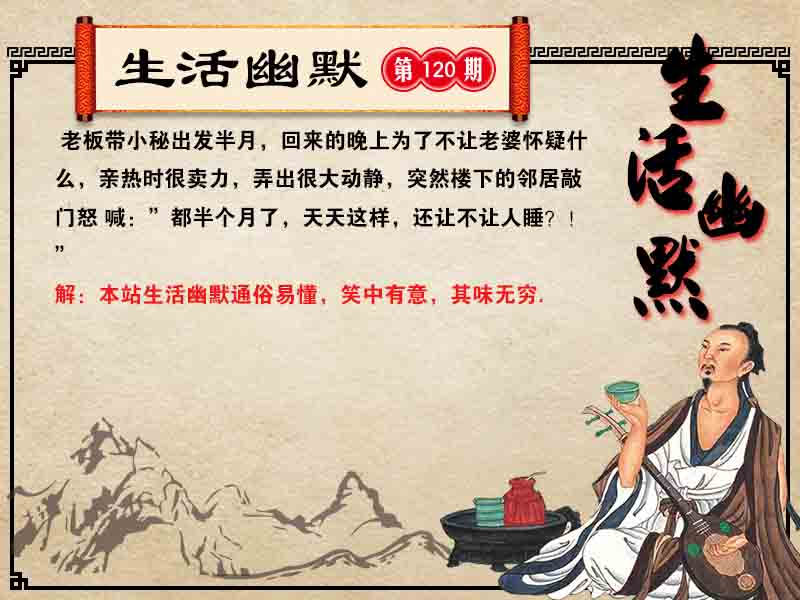 生活幽默 第120期
老板带小秘出发半月，回来的晚上为了不让老婆怀疑什
么，亲热时很卖力，弄出很大动静，突然楼下的邻居敲
门怒 喊：”都半个月了，天天这样，还让不让人睡？！
”
解：本站生活幽默通俗易懂，笑中有意，其味无穷.
生活幽默